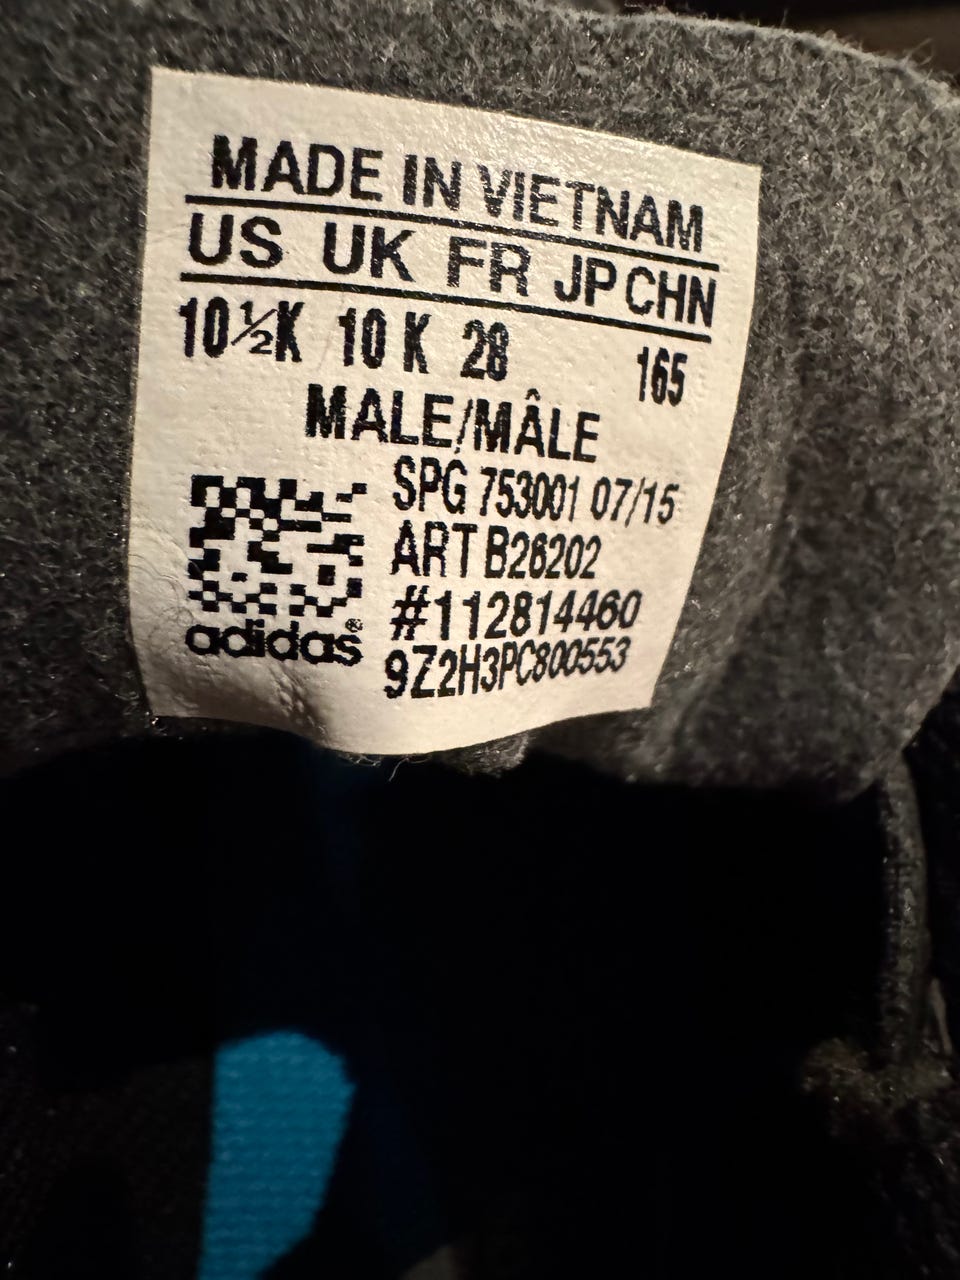 MADE IN VIETNAM
US UK FR JP CHN
10½K 10 K 28 165
MALE/MÂLE
SPG 753001 07/15
ART B26202
#112814460
9Z2H3PC800553
adidas®